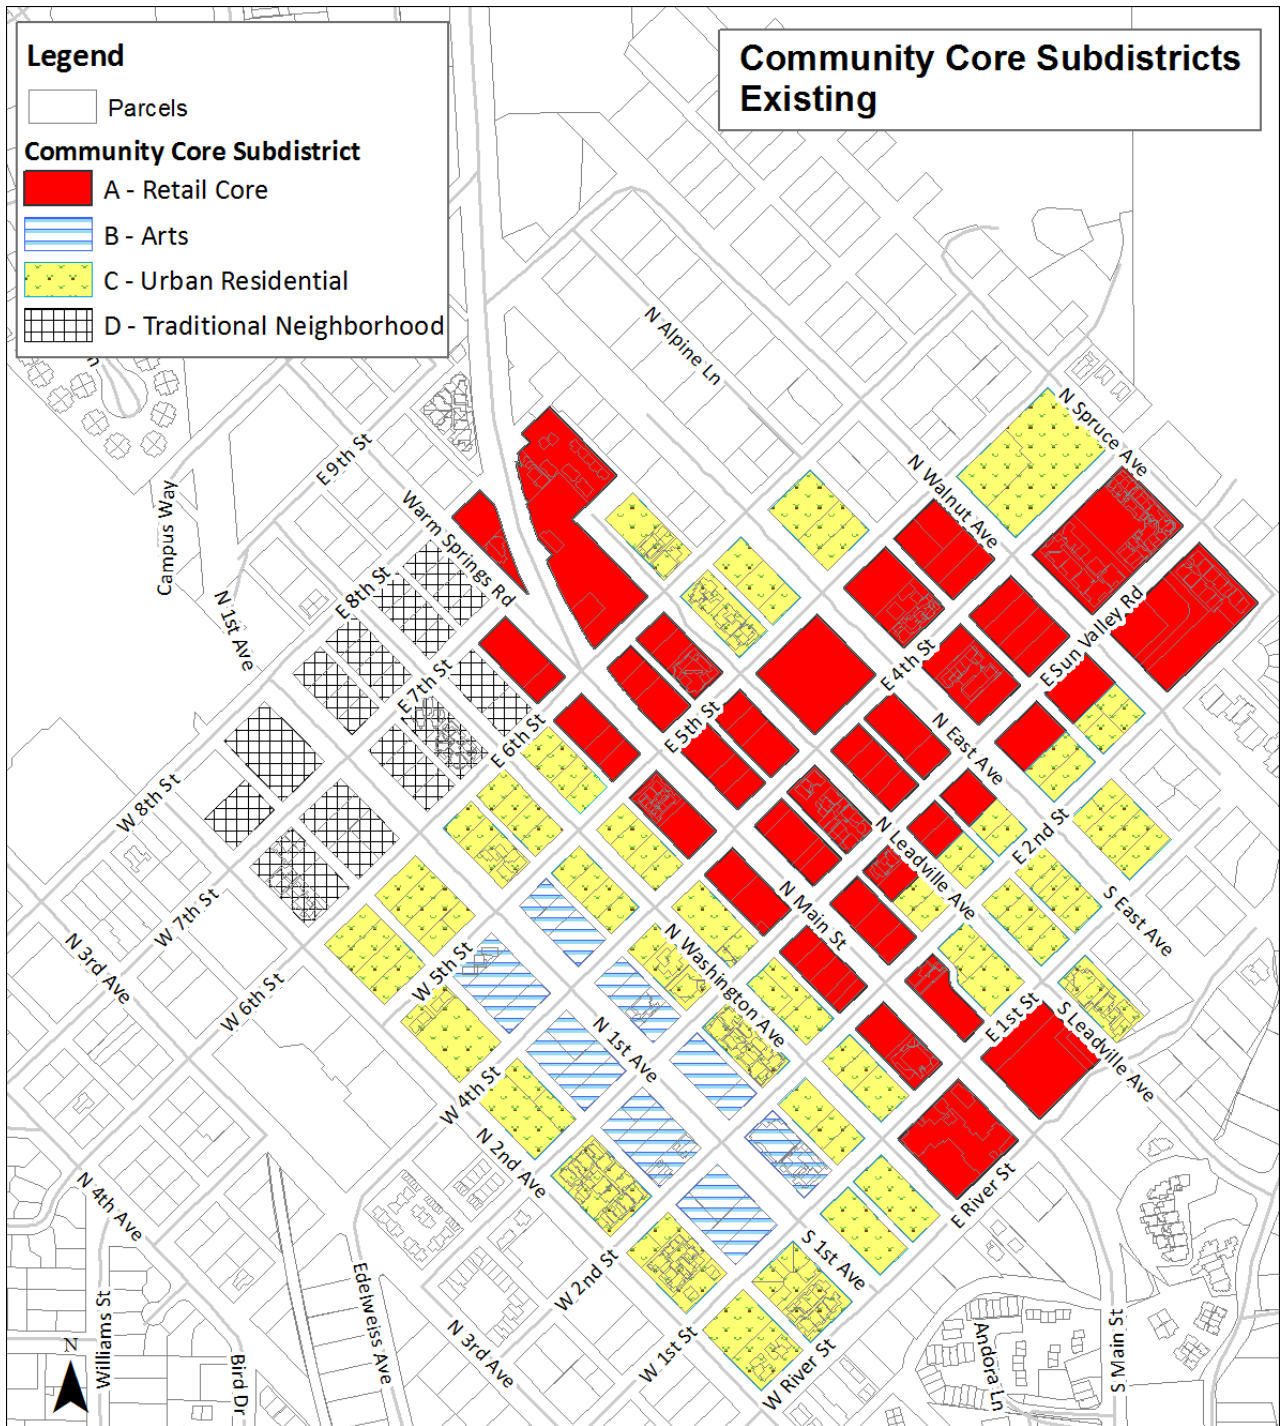 Legend
Parcels
Community Core Subdistrict
A - Retail Core
B - Arts
C - Urban Residential
D - Traditional Neighborhood
Community Core Subdistricts
Existing
N Alpine Ln
N Spruce Ave
E 9th St
N Walnut Ave
Warm Springs Rd
Campus Way
E 8th St
N 1st Ave
E Sun Valley Rd
E 4th St
E 7th St
E 5th St
E 6th St
N East Ave
W 8th St
E 2nd St
N Leadville Ave
N Main St
S East Ave
W 7th St
N Washington Ave
N 3rd Ave
W 5th St
W 6th St
E 1st St
S Leadville Ave
N 1st Ave
W 4th St
N 2nd Ave
N 4th Ave
E River St
S 1st Ave
W 2nd St
Edelweiss Ave
Williams St
N 3rd Ave
W 1st St
W River St
Andora Ln
S Main St
Bird Dr
N